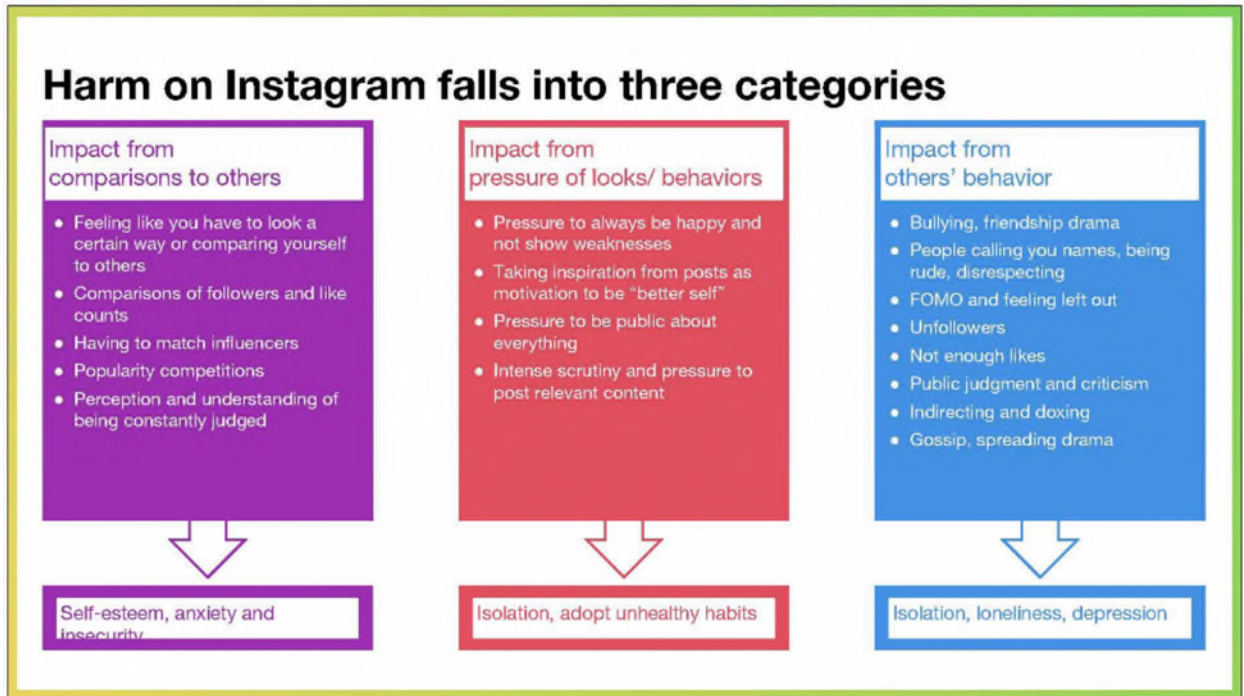 Harm on Instagram falls into three categories
Impact from
comparisons to others
• Feeling like you have to look a
certain way or comparing yourself
to others
• Comparisons of followers and like
counts
• Having to match influencers
• Popularity competitions
• Perception and understanding of
being constantly judged
Self-esteem, anxiety and
insecurity
Impact from
pressure of looks/ behaviors
• Pressure to always be happy and
not show weaknesses
• Taking inspiration from posts as
motivation to be “better self”
• Pressure to be public about
everything
• Intense scrutiny and pressure to
post relevant content
Isolation, adopt unhealthy habits
Impact from
others’ behavior
• Bullying, friendship drama
• People calling you names, being
rude, disrespecting
• FOMO and feeling left out
• Unfollowers
• Not enough likes
• Public judgment and criticism
• Indirecting and doxing
• Gossip, spreading drama
Isolation, loneliness, depression